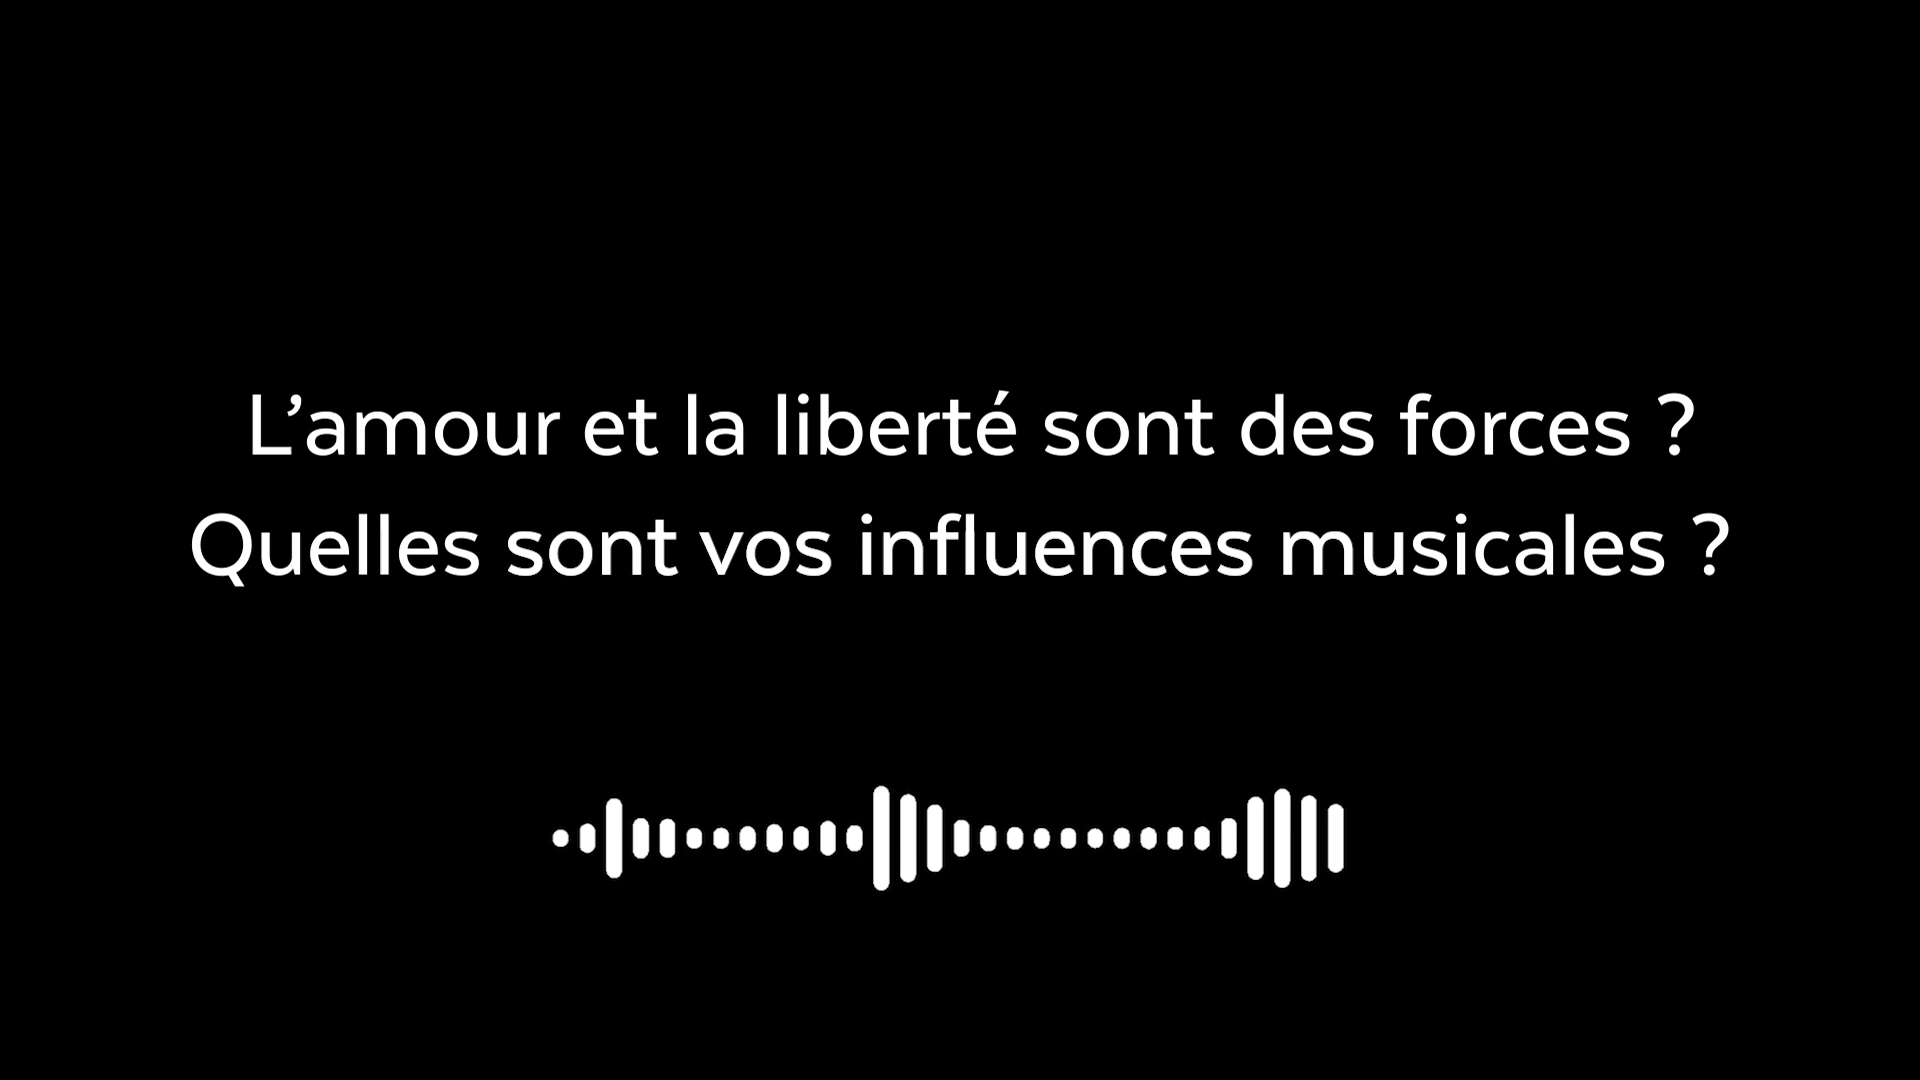 L’amour et la liberté sont des forces ?
Quelles sont vos influences musicales ?